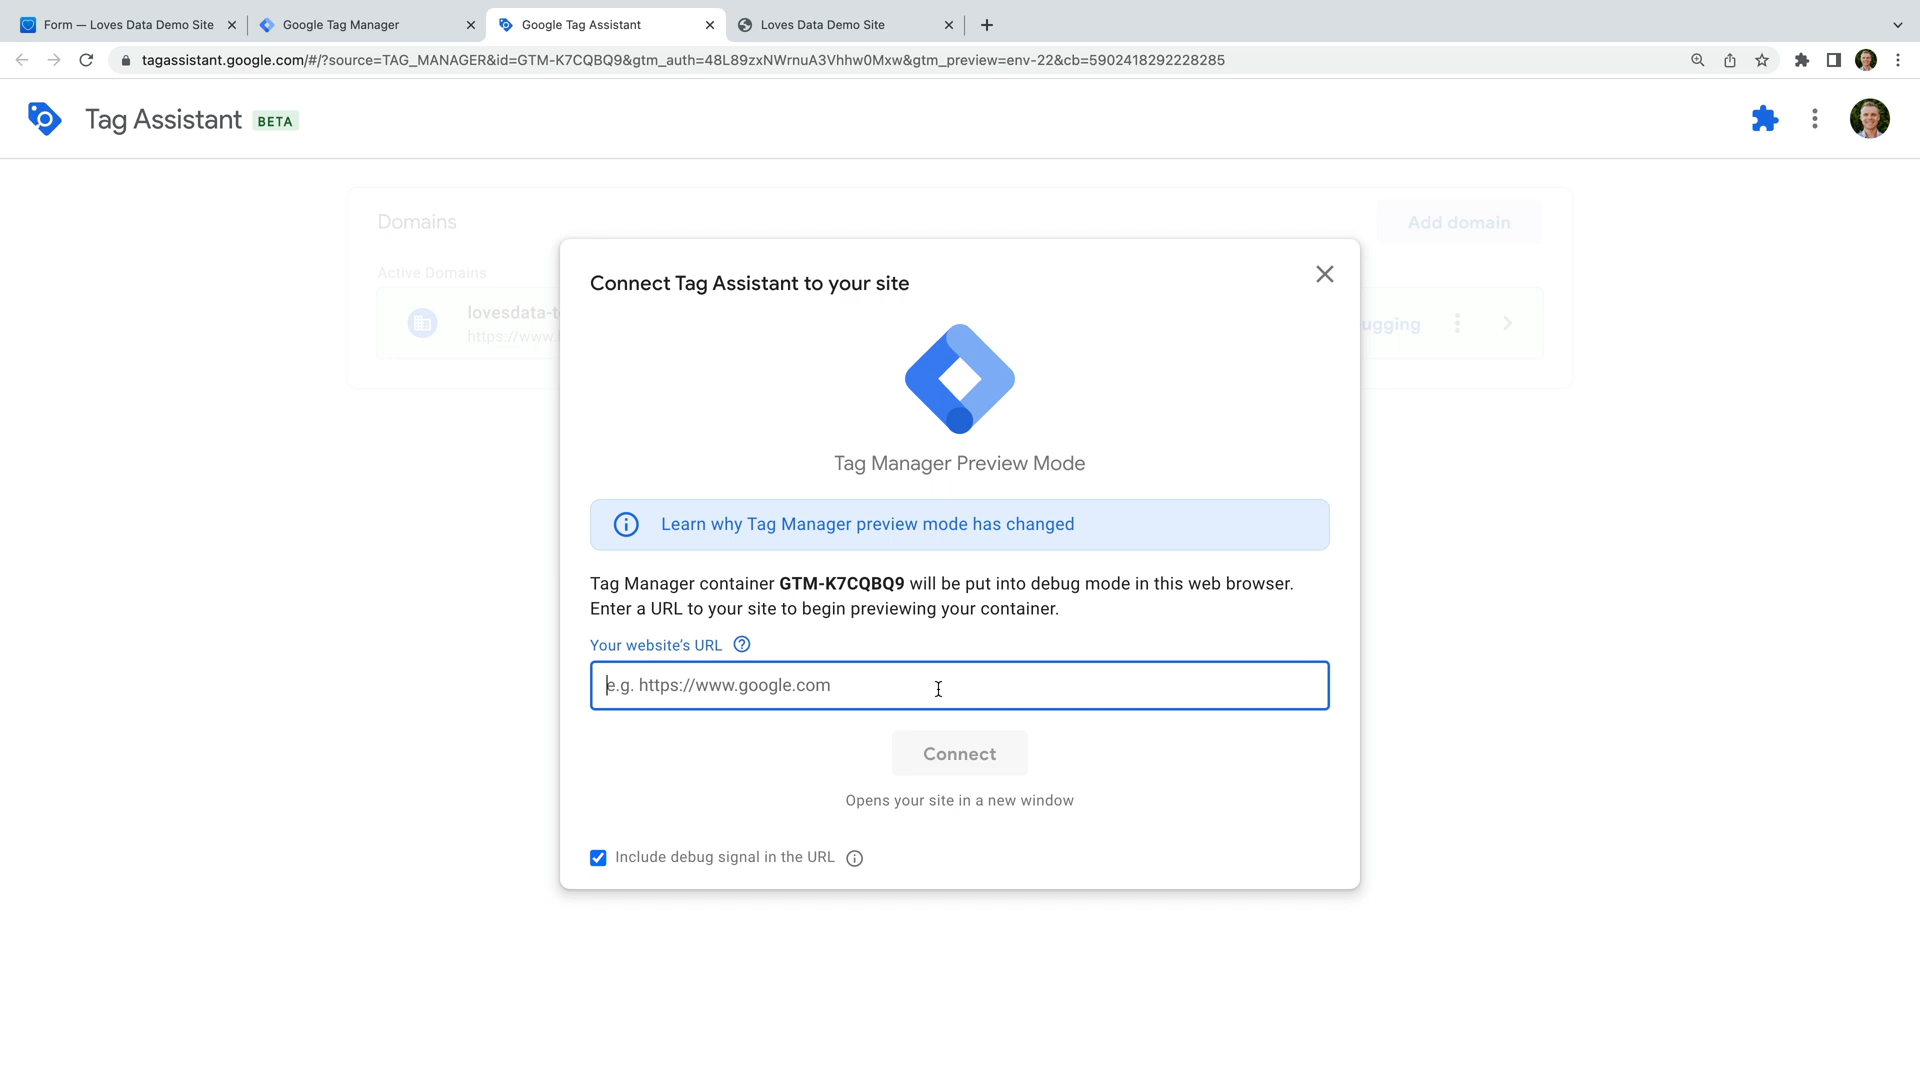 Form — Loves Data Demo Site
Google Tag Manager
Google Tag Assistant
Loves Data Demo Site
tagassistant.google.com/#/?source=TAG_MANAGER&id=GTM-K7CQBQ9&gtm_auth=48L89zxNWrnuA3Vhhw0Mxw&gtm_preview=env-22&cb=5902418292228285
Tag Assistant BETA
Domains
Add domain
Active Domains
lovesdata-t
https://www.
ugging
Connect Tag Assistant to your site
Tag Manager Preview Mode
Learn why Tag Manager preview mode has changed
Tag Manager container GTM-K7CQBQ9 will be put into debug mode in this web browser.
Enter a URL to your site to begin previewing your container.
Your website's URL
e.g. https://www.google.com
Connect
Opens your site in a new window
Include debug signal in the URL